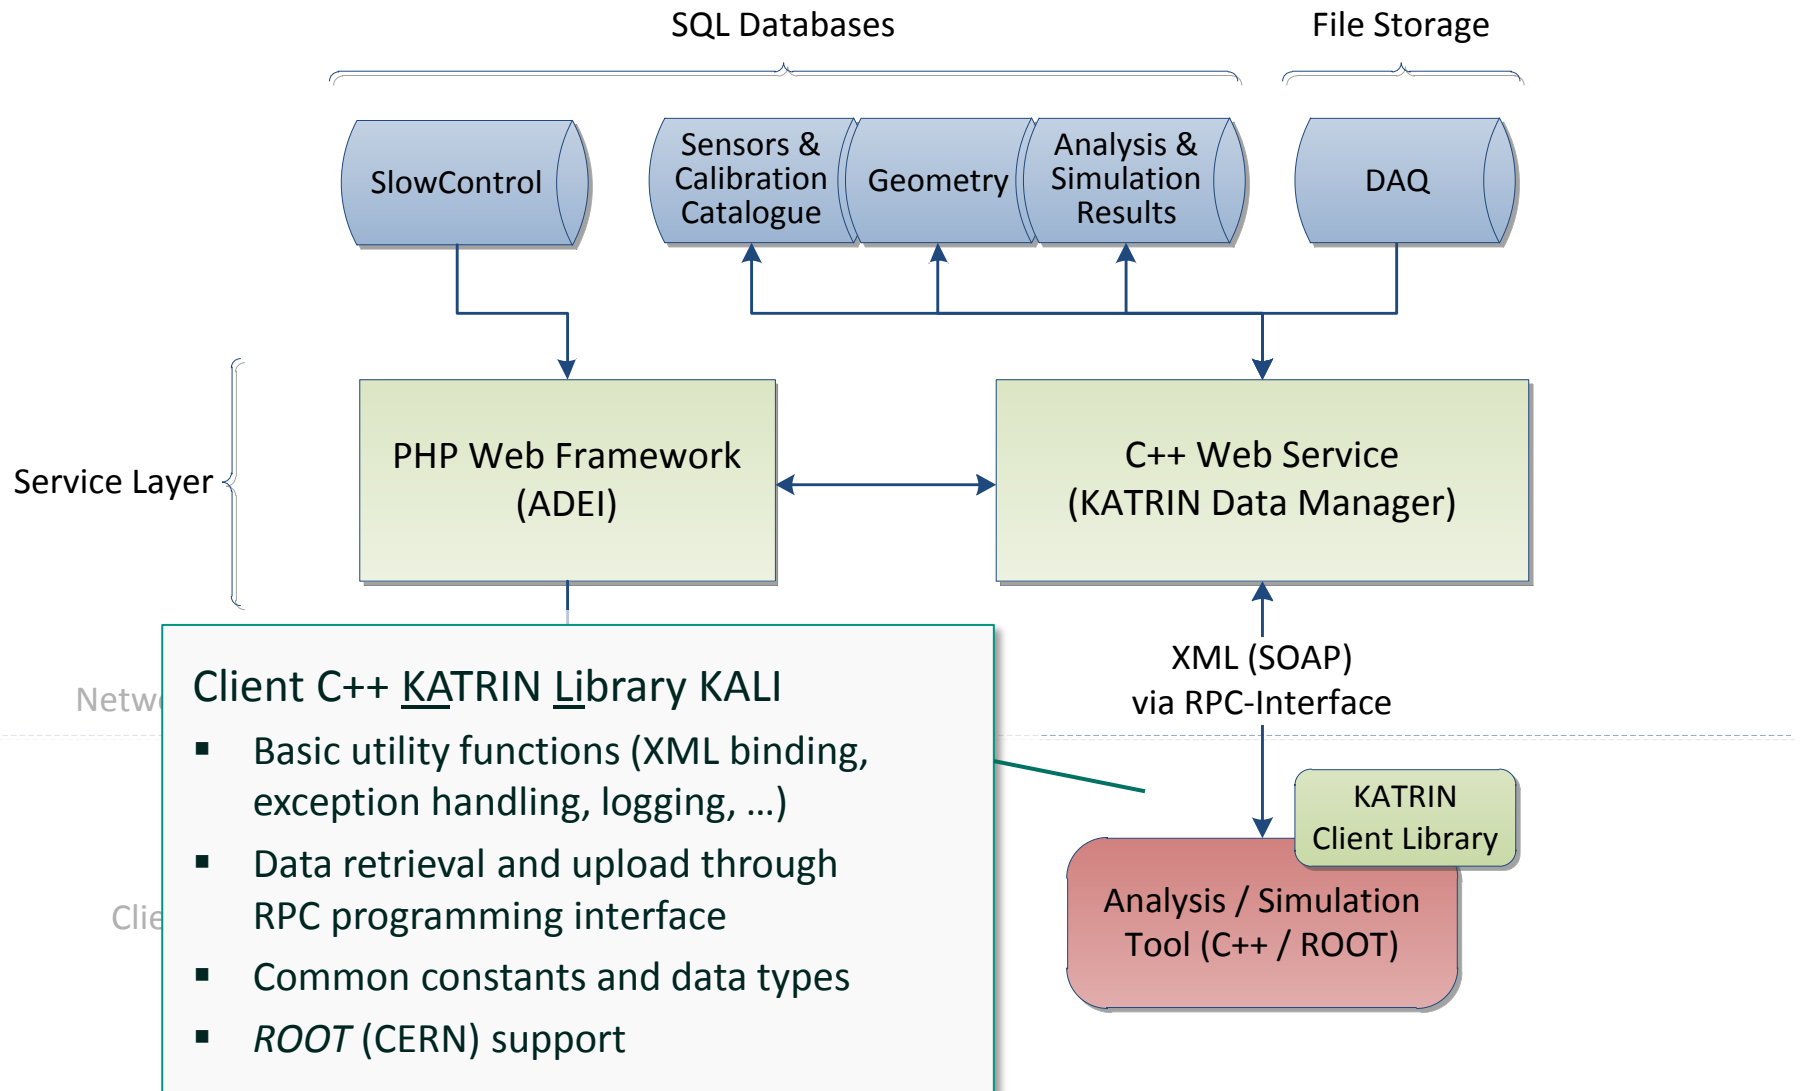 SQL Databases
File Storage
SlowControl
Sensors &
Calibration
Catalogue
Geometry
Analysis &
Simulation
Results
DAQ
Service Layer
PHP Web Framework
(ADEI)
C++ Web Service
(KATRIN Data Manager)
XML (SOAP)
via RPC-Interface
Client C++ KATRIN Library KALI
▪ Basic utility functions (XML binding,
exception handling, logging, …)
▪ Data retrieval and upload through
RPC programming interface
▪ Common constants and data types
▪ ROOT (CERN) support
KATRIN
Client Library
Analysis / Simulation
Tool (C++ / ROOT)